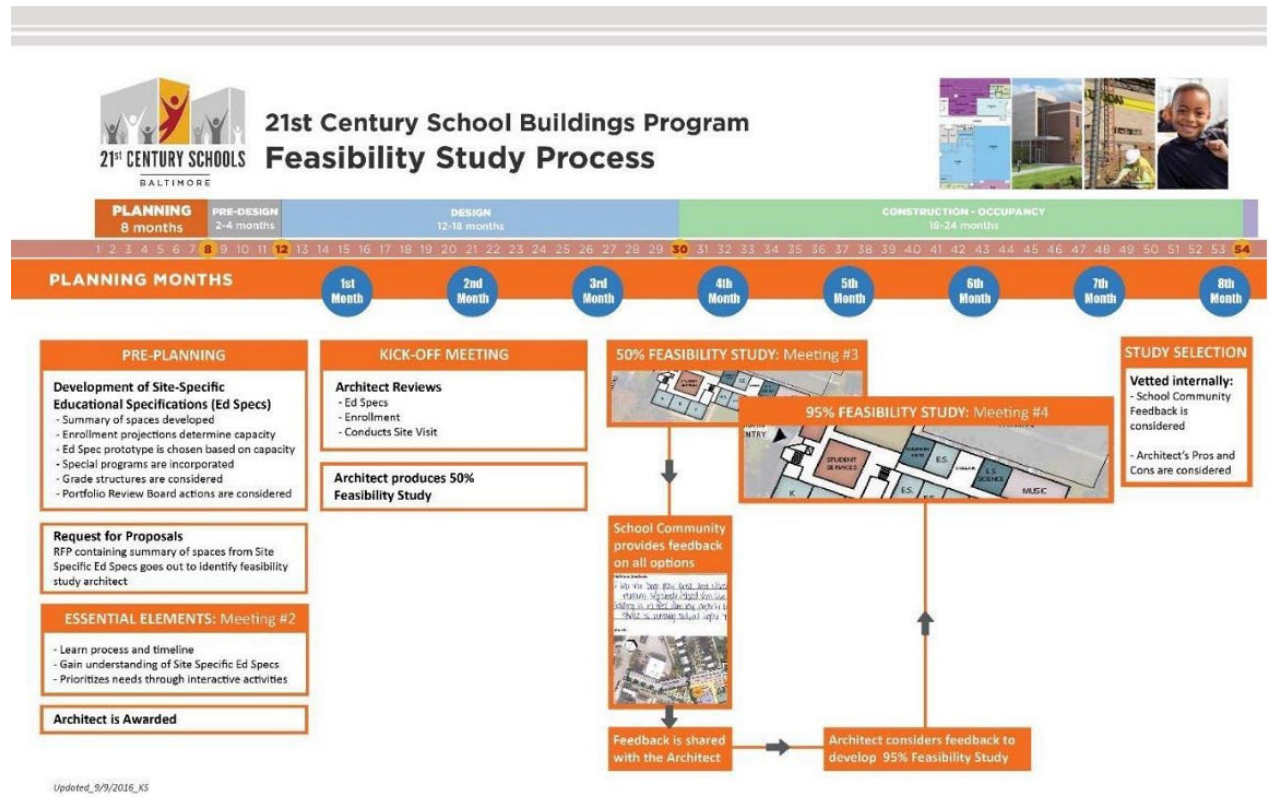 21st CENTURY SCHOOLS
BALTIMORE
21st Century School Buildings Program
Feasibility Study Process
PLANNING
8 months
PRE-DESIGN
2-4 months
DESIGN
12-18 months
CONSTRUCTION - OCCUPANCY
18-24 months
1 2 3 4 5 6 7 8 9 10 11 12 13 14 15 16 17 18 19 20 21 22 23 24 25 26 27 28 29 30 31 32 33 34 35 36 37 38 39 40 41 42 43 44 45 46 47 48 49 50 51 52 53 54
PLANNING MONTHS
1st
Month
2nd
Month
3rd
Month
4th
Month
5th
Month
6th
Month
7th
Month
8th
Month
PRE-PLANNING
Development of Site-Specific
Educational Specifications (Ed Specs)
- Summary of spaces developed
- Enrollment projections determine capacity
- Ed Spec prototype is chosen based on capacity
- Special programs are incorporated
- Grade structures are considered
- Portfolio Review Board actions are considered
Request for Proposals
RFP containing summary of spaces from Site
Specific Ed Specs goes out to identify feasibility
study architect
ESSENTIAL ELEMENTS: Meeting #2
- Learn process and timeline
- Gain understanding of Site Specific Ed Specs
- Prioritizes needs through interactive activities
Architect is Awarded
KICK-OFF MEETING
Architect Reviews
- Ed Specs
- Enrollment
- Conducts Site Visit
Architect produces 50%
Feasibility Study
50% FEASIBILITY STUDY: Meeting #3
95% FEASIBILITY STUDY: Meeting #4
NTRY
STUDENT
SERVICES
E.S.
E.S.
SCIENCE
MUSIC
K
E.S.
E.S.
School Community
provides feedback
on all options
Feedback is shared
with the Architect
Architect considers feedback to
develop 95% Feasibility Study
STUDY SELECTION
Vetted internally:
- School Community
Feedback is
considered
- Architect's Pros and
Cons are considered
Updated_9/9/2016_KS